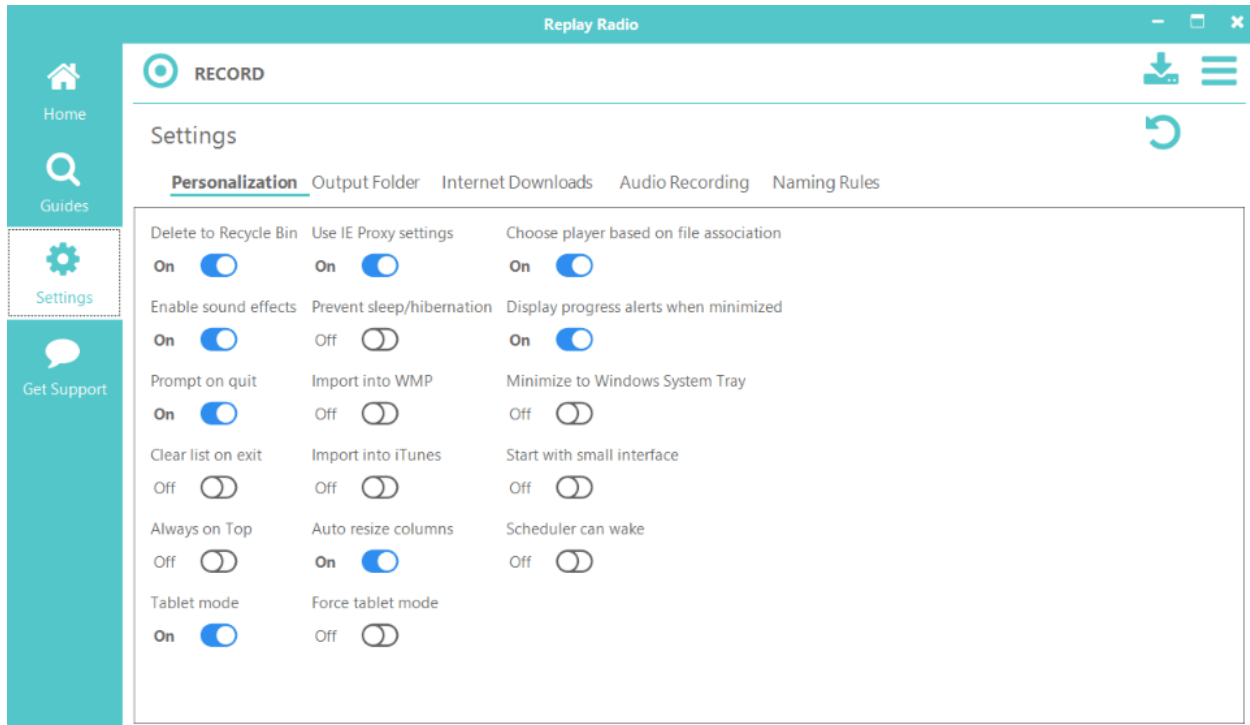 Replay Radio
Home
Guides
Settings
Get Support
RECORD
Settings
Personalization Output Folder Internet Downloads Audio Recording Naming Rules
Delete to Recycle Bin Use IE Proxy settings Choose player based on file association
On On On
Enable sound effects Prevent sleep/hibernation Display progress alerts when minimized
On Off On
Prompt on quit Import into WMP Minimize to Windows System Tray
On Off Off
Clear list on exit Import into iTunes Start with small interface
Off Off Off
Always on Top Auto resize columns Scheduler can wake
Off On Off
Tablet mode Force tablet mode
On Off